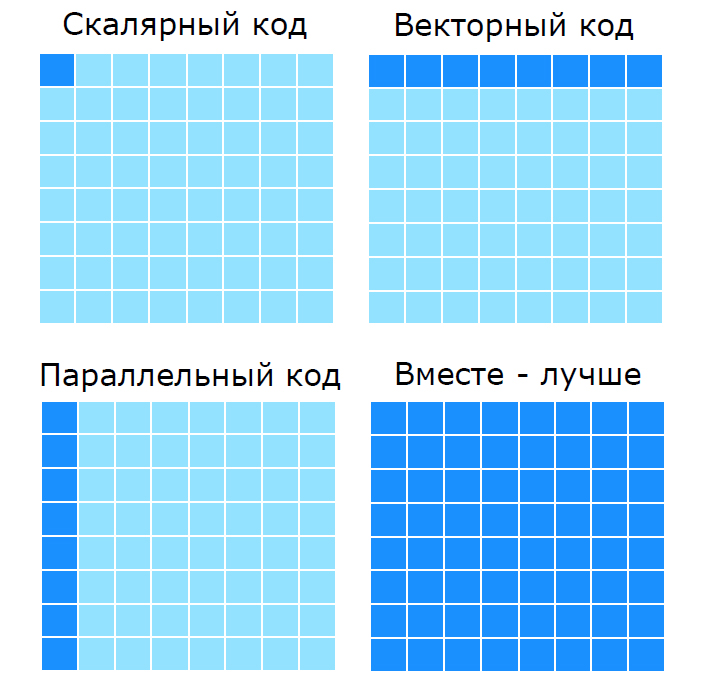 Скалярный код
Векторный код
Параллельный код
Вместе - лучше